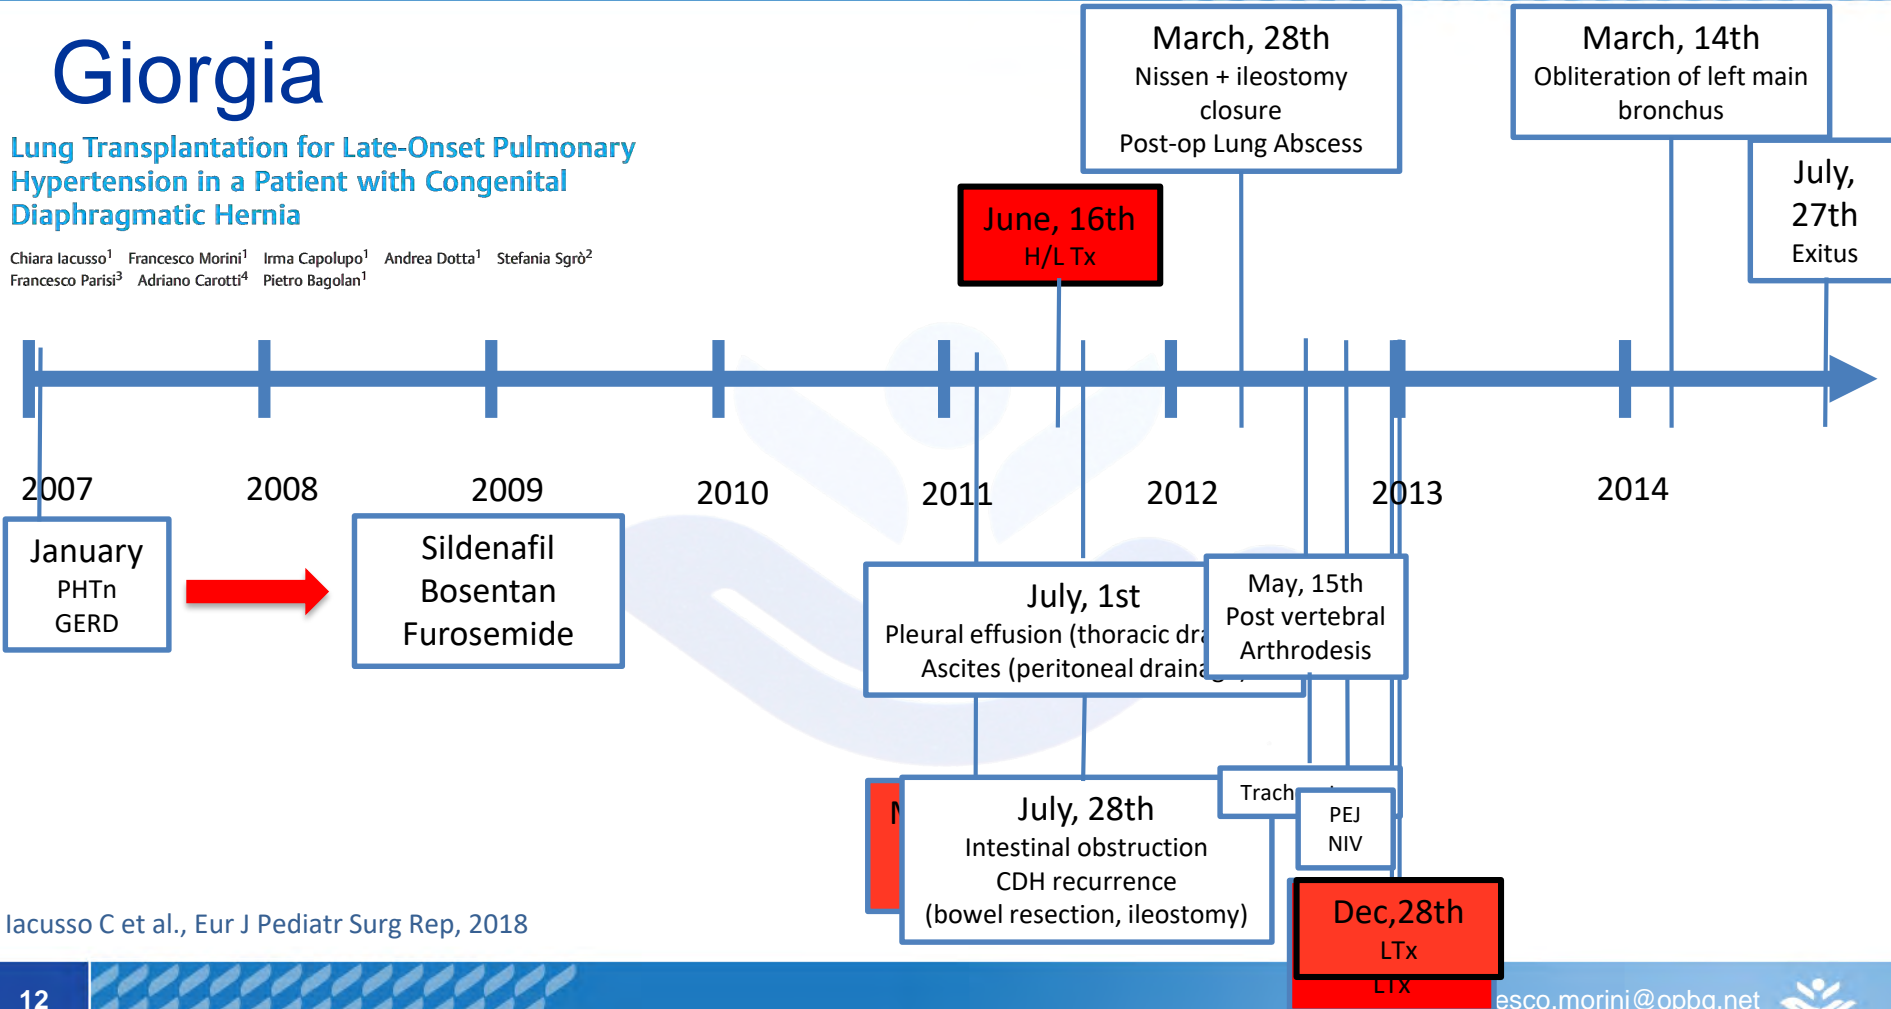 Giorgia
Lung Transplantation for Late-Onset Pulmonary
Hypertension in a Patient with Congenital
Diaphragmatic Hernia
Chiara Iacusso1 Francesco Morini1 Irma Capolupo1 Andrea Dotta1 Stefania Sgrò2
Francesco Parisi3 Adriano Carotti4 Pietro Bagolan1
March, 28th
Nissen + ileostomy
closure
Post-op Lung Abscess
March, 14th
Obliteration of left main
bronchus
June, 16th
H/L Tx
July,
27th
Exitus
2007
2008
2009
2010
2011
2012
2013
2014
January
PHTn
GERD
Sildenafil
Bosentan
Furosemide
July, 1st
Pleural effusion (thoracic
Ascites (peritoneal
May, 15th
Post vertebral
Arthrodesis
July, 28th
Intestinal obstruction
CDH recurrence
(bowel resection, ileostomy)
PEJ
NIV
Dec,28th
LTx
LTx
Iacusso C et al., Eur J Pediatr Surg Rep, 2018
12
esco.morini@opbg.net